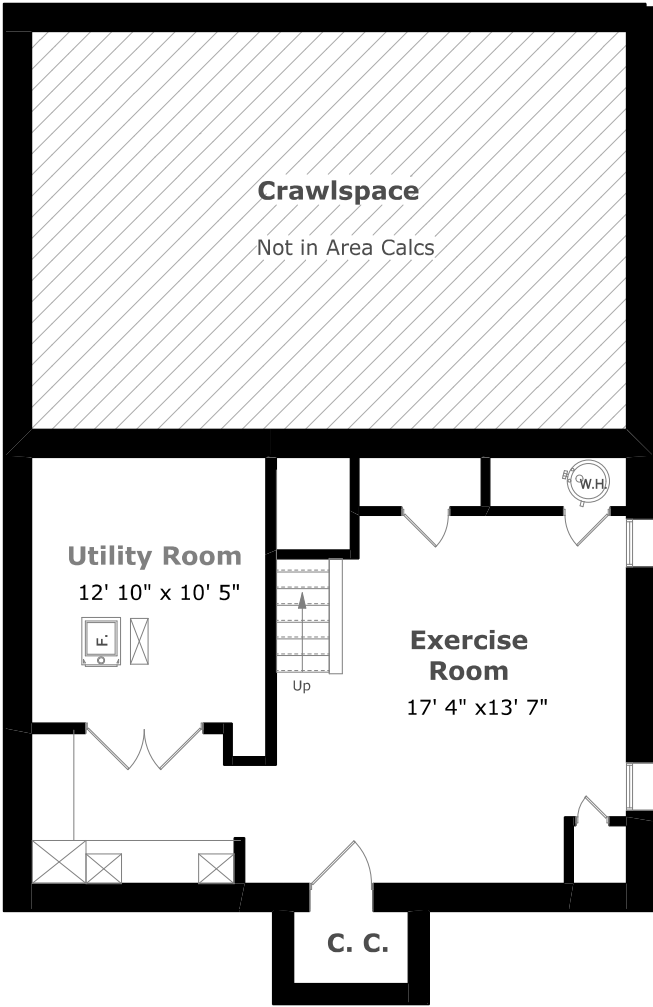 Crawlspace
Not in Area Calcs
W.H.
Utility Room
12' 10" x 10' 5"
F.
Exercise
Room
17' 4" x13' 7"
Up
C. C.